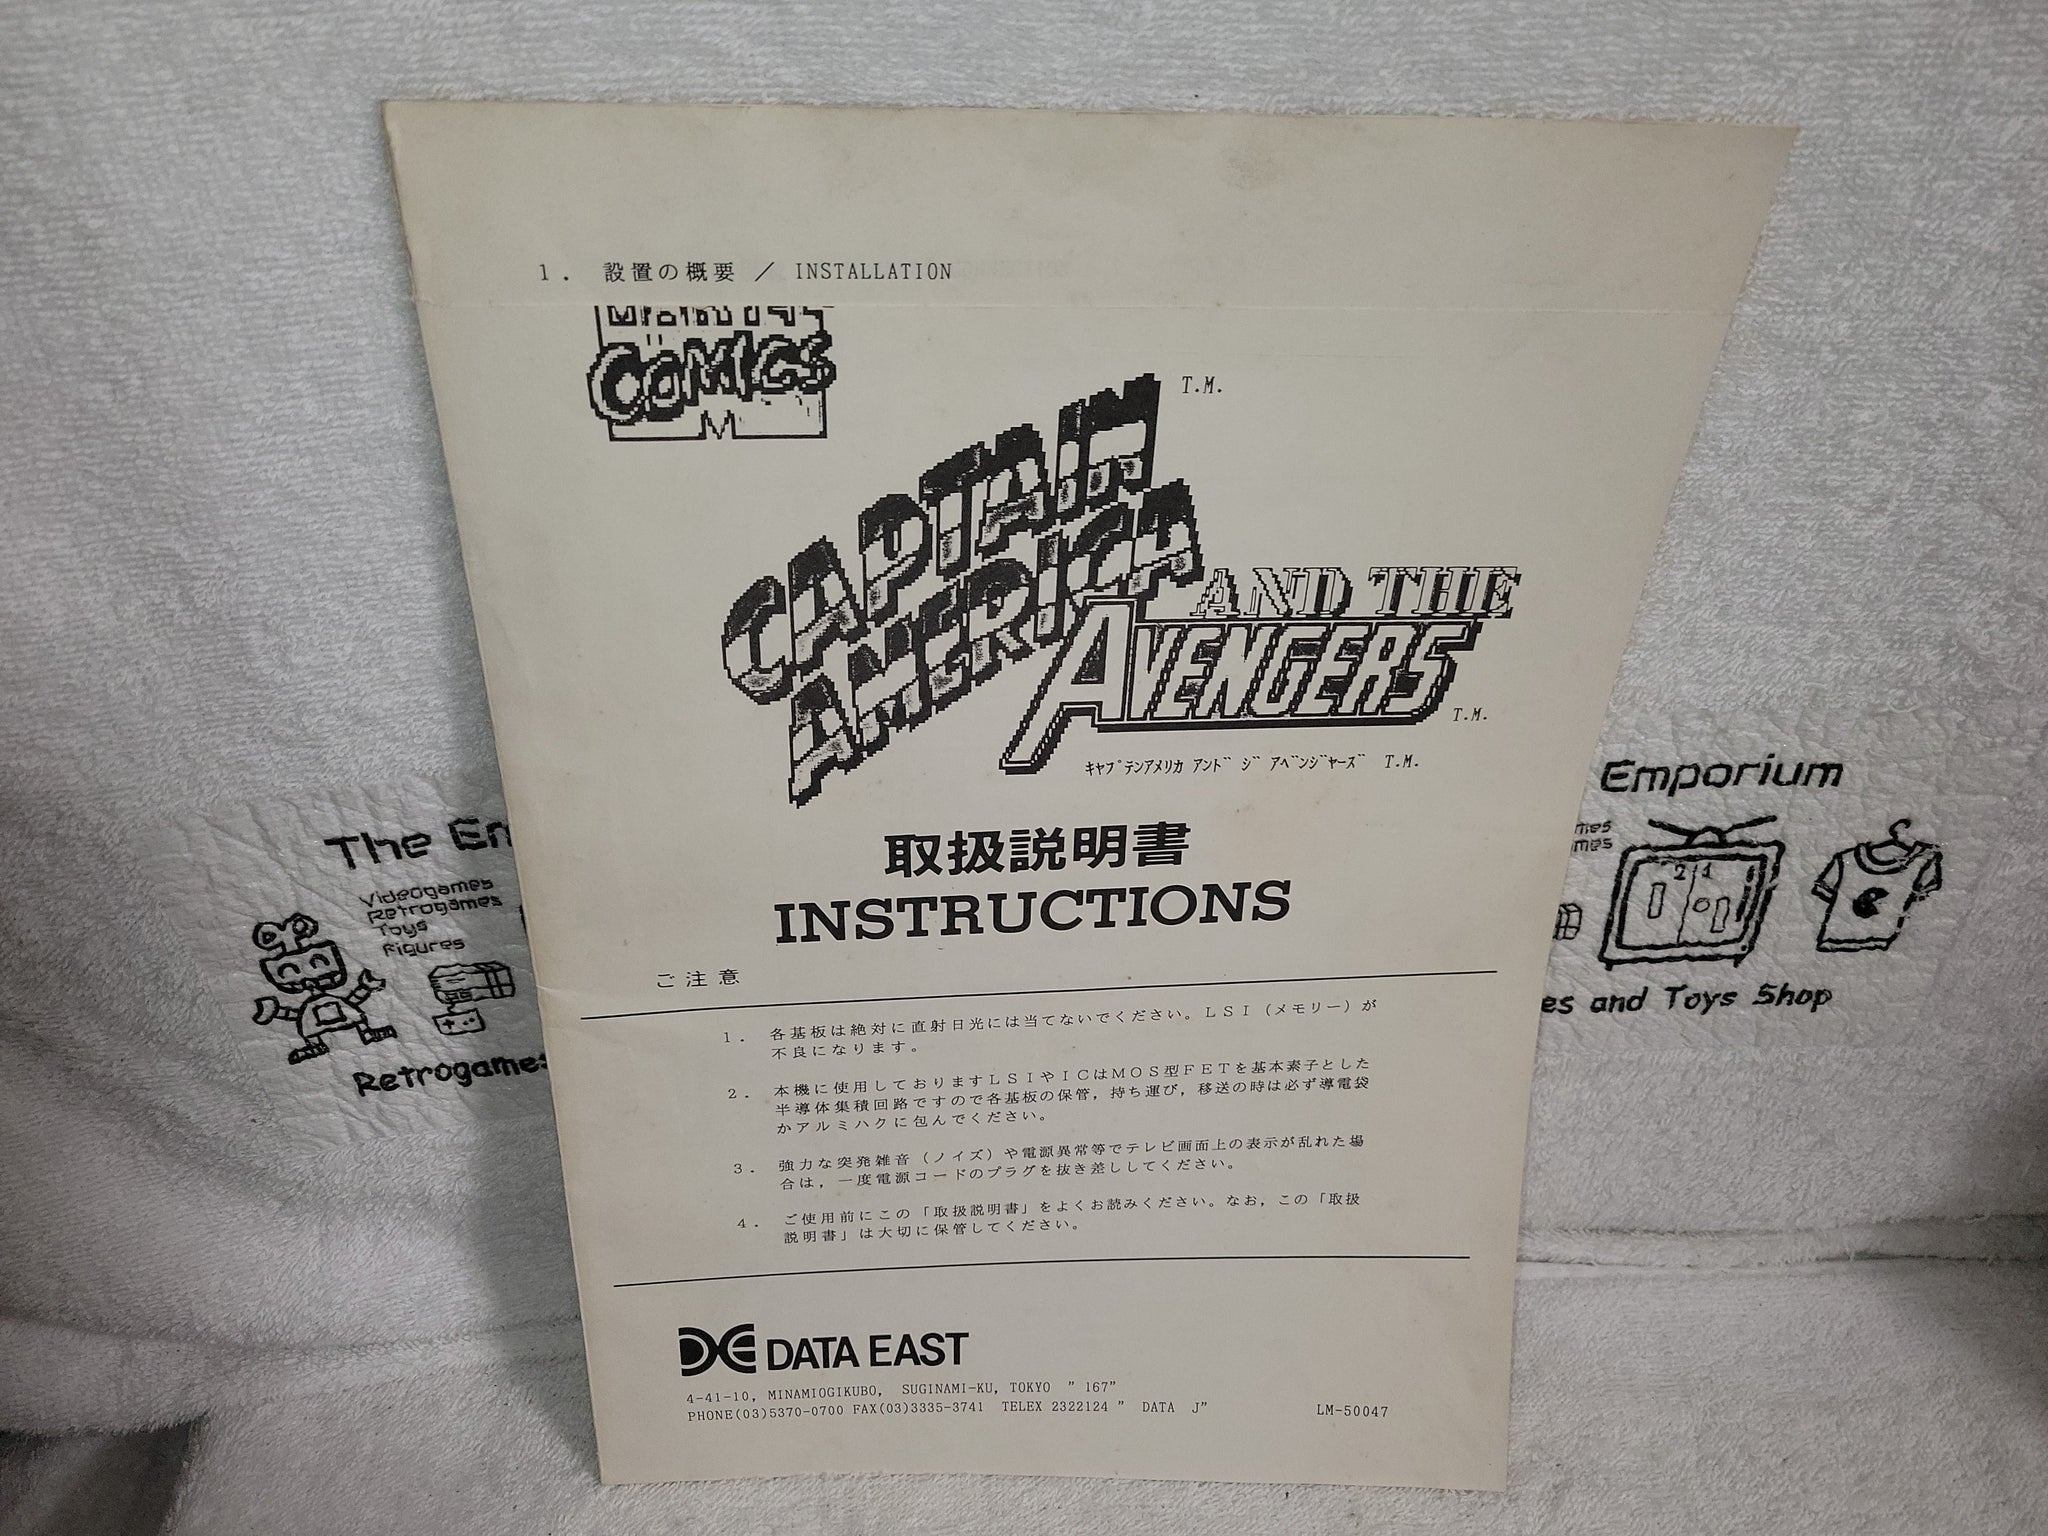 1. 設置の概要 / INSTALLATION
COMICS
CAPTAIN T.M.
AMERICA
AND THE
AVENGERS T.M.
ｷｬﾌﾟﾃﾝｱﾒﾘｶ ｱﾝﾄﾞ ｼﾞ ｱﾍﾞﾝｼﾞｬｰｽﾞ T.M.
取扱説明書
INSTRUCTIONS
ご注意
1. 各基板は絶対に直射日光には当てないでください。LSI(メモリー)が
不良になります。
2. 本機に使用しておりますLSIやICはMOS型FETを基本素子とした
半導体集積回路ですので各基板の保管,持ち運び,移送の時は必ず導電袋
かアルミハクに包んでください。
3. 強力な突発雑音(ノイズ)や電源異常等でテレビ画面上の表示が乱れた場
合は,一度電源コードのプラグを抜き差ししてください。
4. ご使用前にこの「取扱説明書」をよくお読みください。なお,この「取扱
説明書」は大切に保管してください。
DATA EAST
4-41-10, MINAMIOGIKUBO, SUGINAMI-KU, TOKYO "167"
PHONE(03)5370-0700 FAX(03)3335-3741 TELEX 2322124 " DATA J"
LM-50047
The Em
Videogames
Retrogames
Toys
Figures
Retrogames
Emporium
mes
mes
2 1
es and Toys Shop